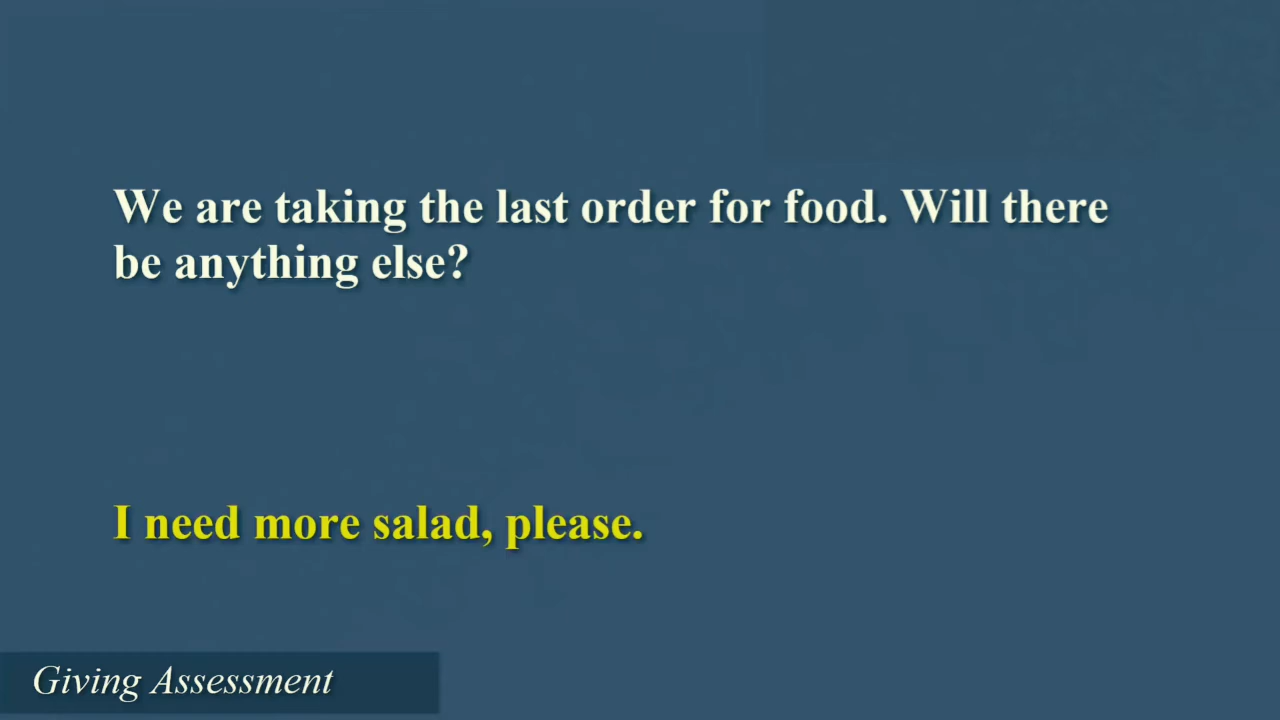 We are taking the last order for food. Will there
be anything else?
I need more salad, please.
Giving Assessment